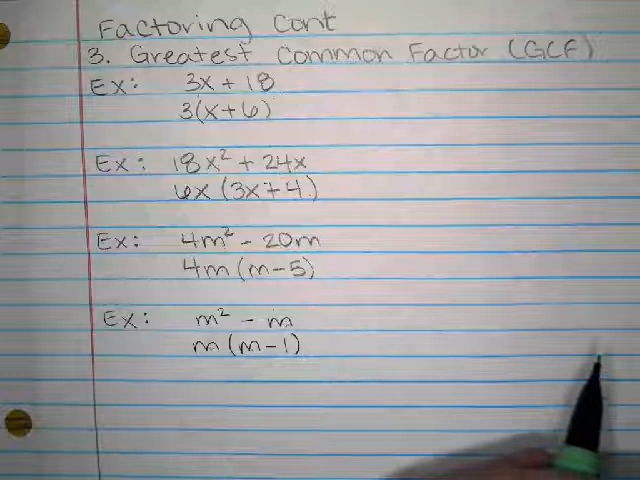 Factoring Cont
3. Greatest Common Factor (GCF)
Ex: 3x + 18
3(x+6)
Ex: 18x² + 24x
6x (3x+4)
Ex: 4m² - 20m
4m (m-5)
Ex: m² - m
m (m-1)